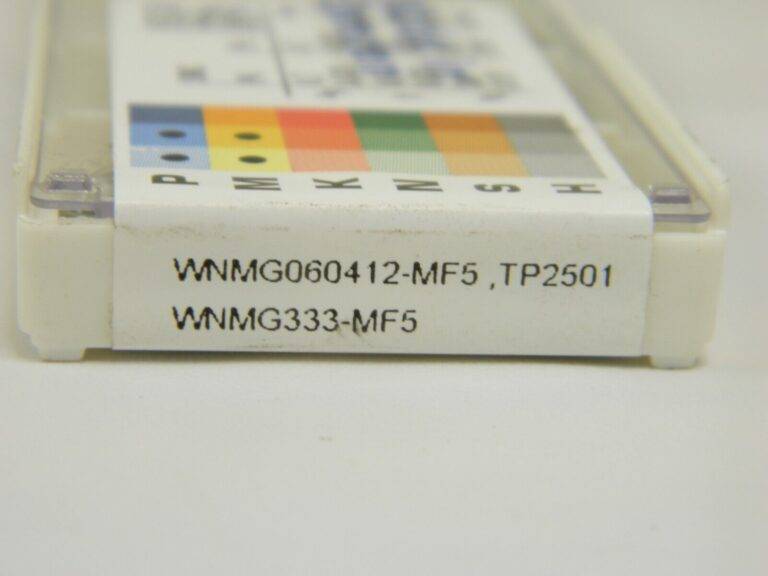 P M K N S H
WNMG060412-MF5 ,TP2501
WNMG333-MF5